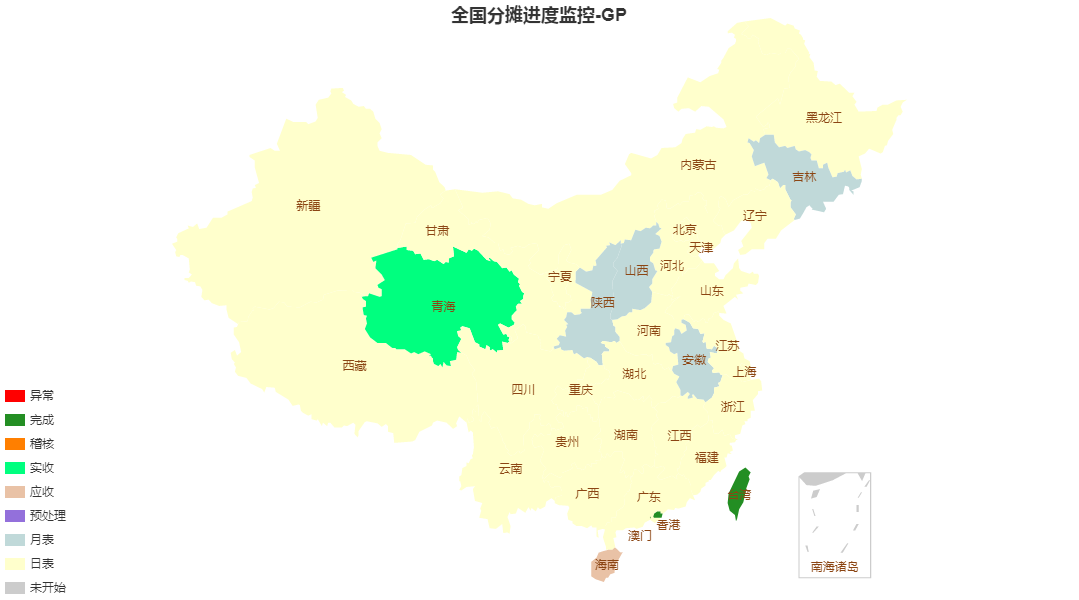 全国分摊进度监控-GP
黑龙江
内蒙古
吉林
新疆
辽宁
甘肃
北京
天津
宁夏
山西
河北
山东
青海
陕西
河南
江苏
西藏
安徽
湖北
上海
四川
重庆
浙江
贵州
湖南
江西
福建
云南
广西
广东
台湾
香港
澳门
海南
南海诸岛
异常
完成
稽核
实收
应收
预处理
月表
日表
未开始